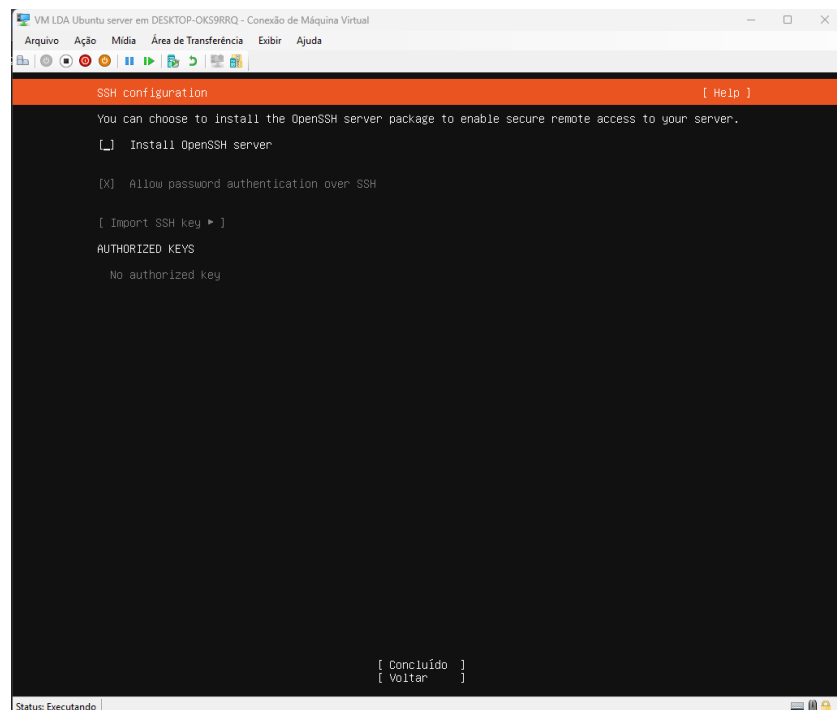 VM LDA Ubuntu server em DESKTOP-OKS9RRQ - Conexão de Máquina Virtual
Arquivo Ação Mídia Área de Transferência Exibir Ajuda
SSH configuration [ Help ]
You can choose to install the OpenSSH server package to enable secure remote access to your server.
[_] Install OpenSSH server
[X] Allow password authentication over SSH
[ Import SSH key ▸ ]
AUTHORIZED KEYS
No authorized key
[ Concluído ]
[ Voltar ]
Status: Executando